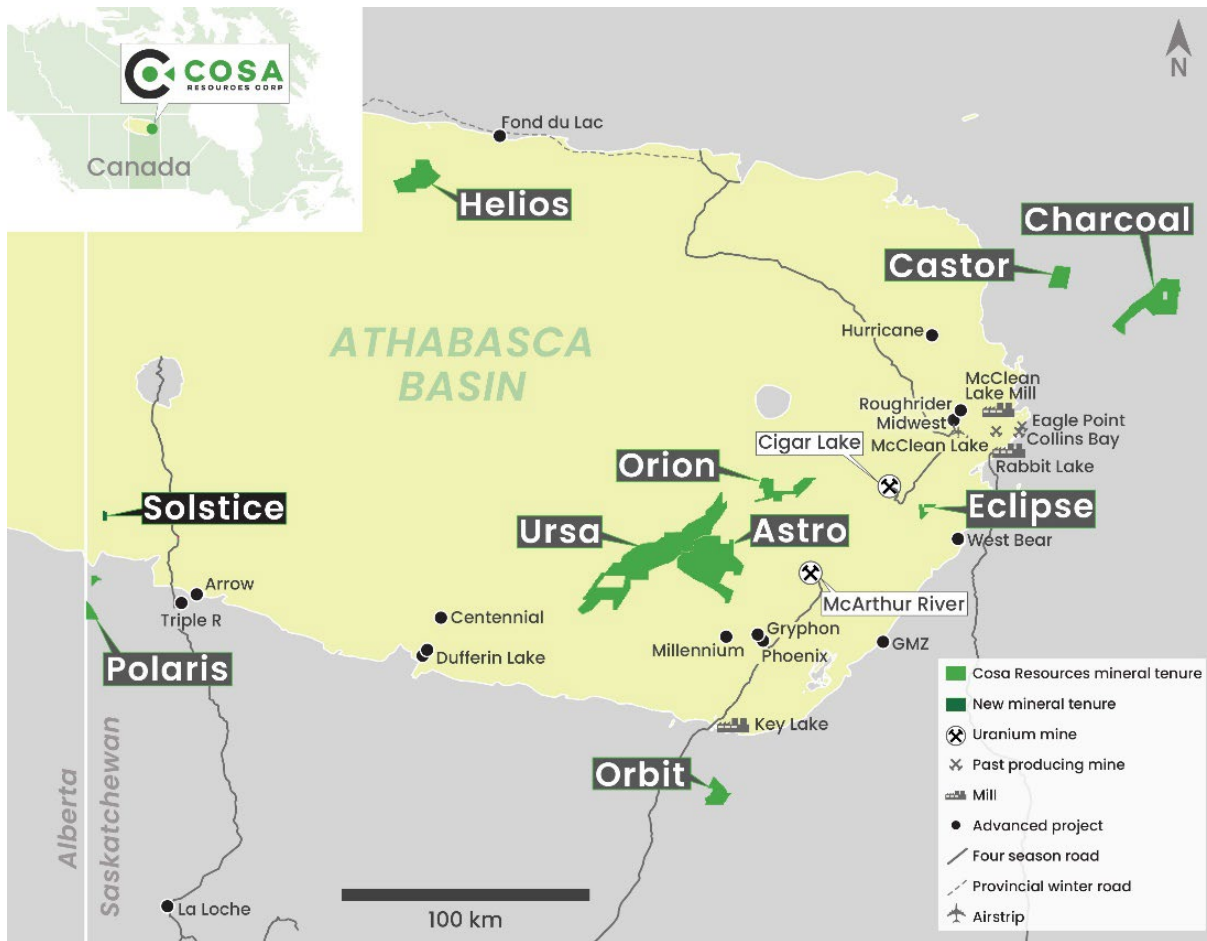 COSA
RESOURCES CORP
Canada
N
Fond du Lac
Helios
Charcoal
Castor
ATHABASCA
BASIN
Hurricane
McClean
Lake Mill
Roughrider
Midwest
McClean Lake
Eagle Point
Collins Bay
Rabbit Lake
Cigar Lake
Orion
Solstice
Ursa
Astro
Eclipse
West Bear
Arrow
Triple R
McArthur River
Centennial
Polaris
Dufferin Lake
Millennium
Gryphon
Phoenix
GMZ
Key Lake
Orbit
Alberta
Saskatchewan
La Loche
100 km
Cosa Resources mineral tenure
New mineral tenure
Uranium mine
Past producing mine
Mill
Advanced project
Four season road
Provincial winter road
Airstrip